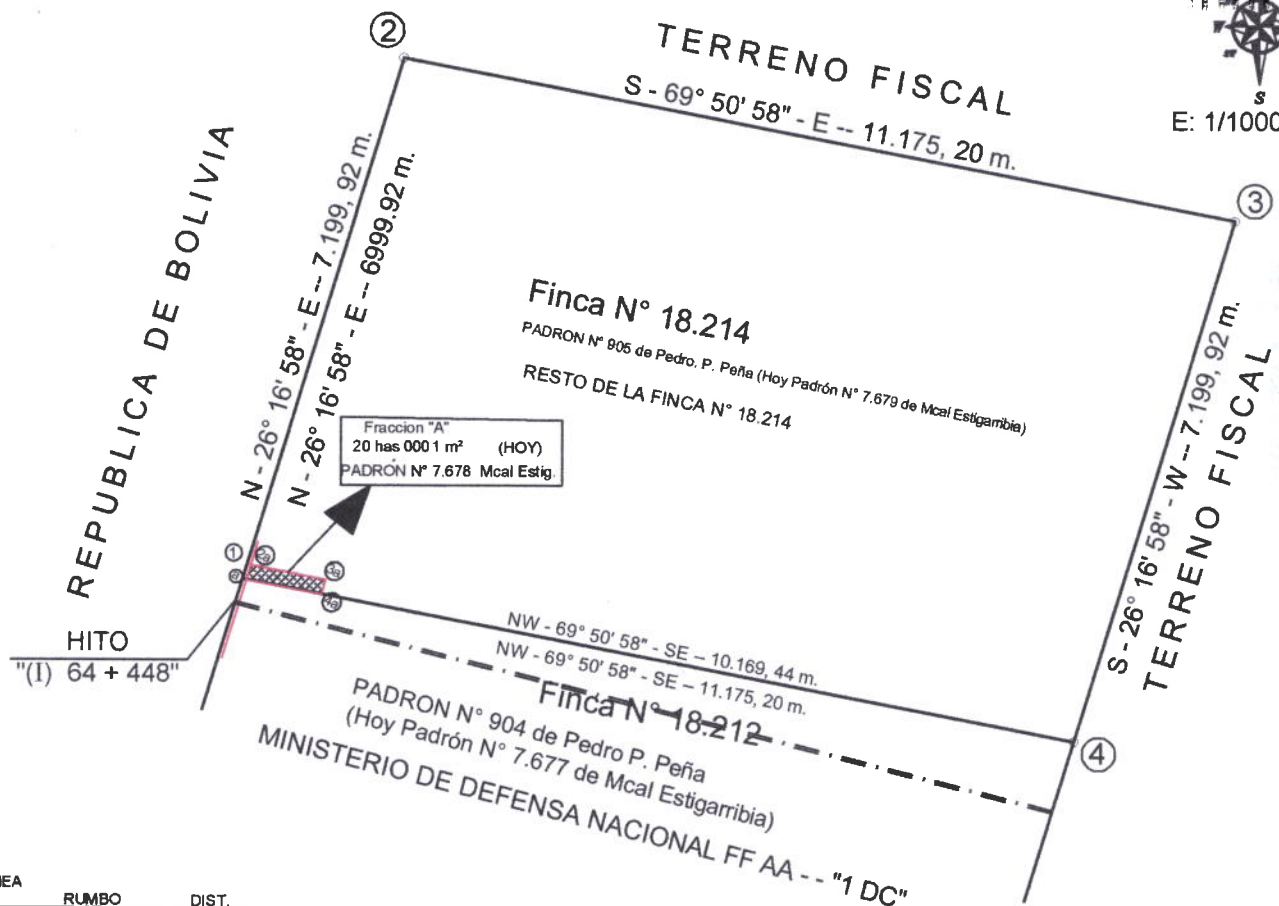 ②
TERRENO FISCAL
S - 69° 50' 58" - E -- 11.175, 20 m.
W
s
E: 1/1000
③
REPUBLICA DE BOLIVIA
N - 26° 16' 58" - E -- 7.199, 92 m.
N - 26° 16' 58" - E -- 6999.92 m.
Finca N° 18.214
PADRON N° 905 de Pedro. P. Peña (Hoy Padrón N° 7.679 de Mcal Estigarribia)
RESTO DE LA FINCA N° 18.214
Fraccion "A"
20 has 0001 m² (HOY)
PADRÓN N° 7.678 Mcal Estig.
S - 26° 16' 58" - W -- 7.199, 92 m.
TERRENO FISCAL
①
2a
3a
4a
HITO
"(I) 64 + 448"
NW - 69° 50' 58" - SE – 10.169, 44 m.
NW - 69° 50' 58" - SE – 11.175, 20 m.
④
Finca N° 18.212
PADRON N° 904 de Pedro P. Peña
(Hoy Padrón N° 7.677 de Mcal Estigarribia)
MINISTERIO DE DEFENSA NACIONAL FF AA - - "1 DC"
RUMBO DIST.